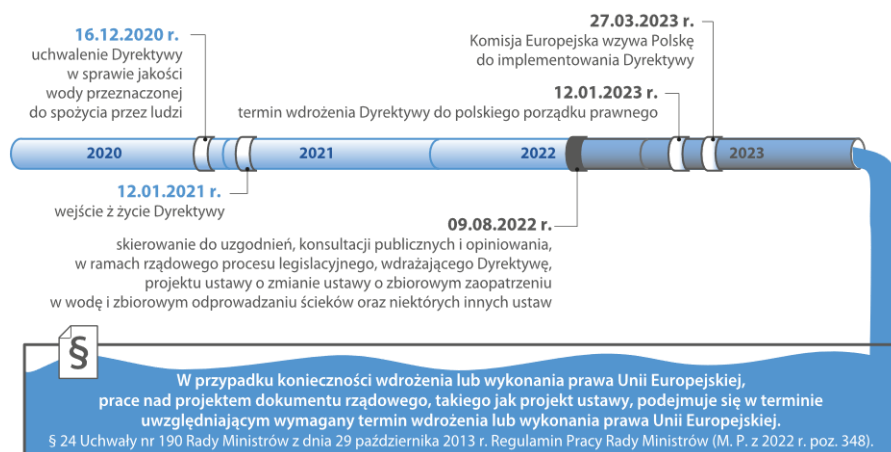 16.12.2020 r.
uchwalenie Dyrektywy
w sprawie jakości
wody przeznaczonej
do spożycia przez ludzi
27.03.2023 r.
Komisja Europejska wzywa Polskę
do implementowania Dyrektywy
12.01.2023 r.
termin wdrożenia Dyrektywy do polskiego porządku prawnego
2020
2021
2022
2023
12.01.2021 r.
wejście ż życie Dyrektywy
09.08.2022 r.
skierowanie do uzgodnień, konsultacji publicznych i opiniowania,
w ramach rządowego procesu legislacyjnego, wdrażającego Dyrektywę,
projektu ustawy o zmianie ustawy o zbiorowym zaopatrzeniu
w wodę i zbiorowym odprowadzaniu ścieków oraz niektórych innych ustaw
§
W przypadku konieczności wdrożenia lub wykonania prawa Unii Europejskiej,
prace nad projektem dokumentu rządowego, takiego jak projekt ustawy, podejmuje się w terminie
uwzględniającym wymagany termin wdrożenia lub wykonania prawa Unii Europejskiej.
§ 24 Uchwały nr 190 Rady Ministrów z dnia 29 października 2013 r. Regulamin Pracy Rady Ministrów (M. P. z 2022 r. poz. 348).